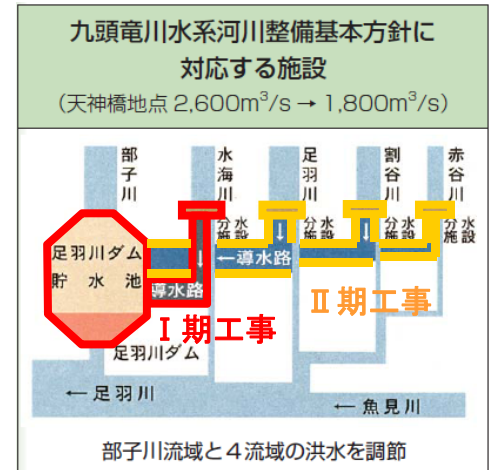 九頭竜川水系河川整備基本方針に
対応する施設
（天神橋地点 2,600m³/s → 1,800m³/s）
部子川
水海川
足羽川
割谷川
赤谷川
分水施設
分水施設
分水施設
分水施設
足羽川ダム
貯水池
↓
↓
←導水路
導水路
Ⅰ期工事
Ⅱ期工事
足羽川ダム
←足羽川
←魚見川
部子川流域と４流域の洪水を調節